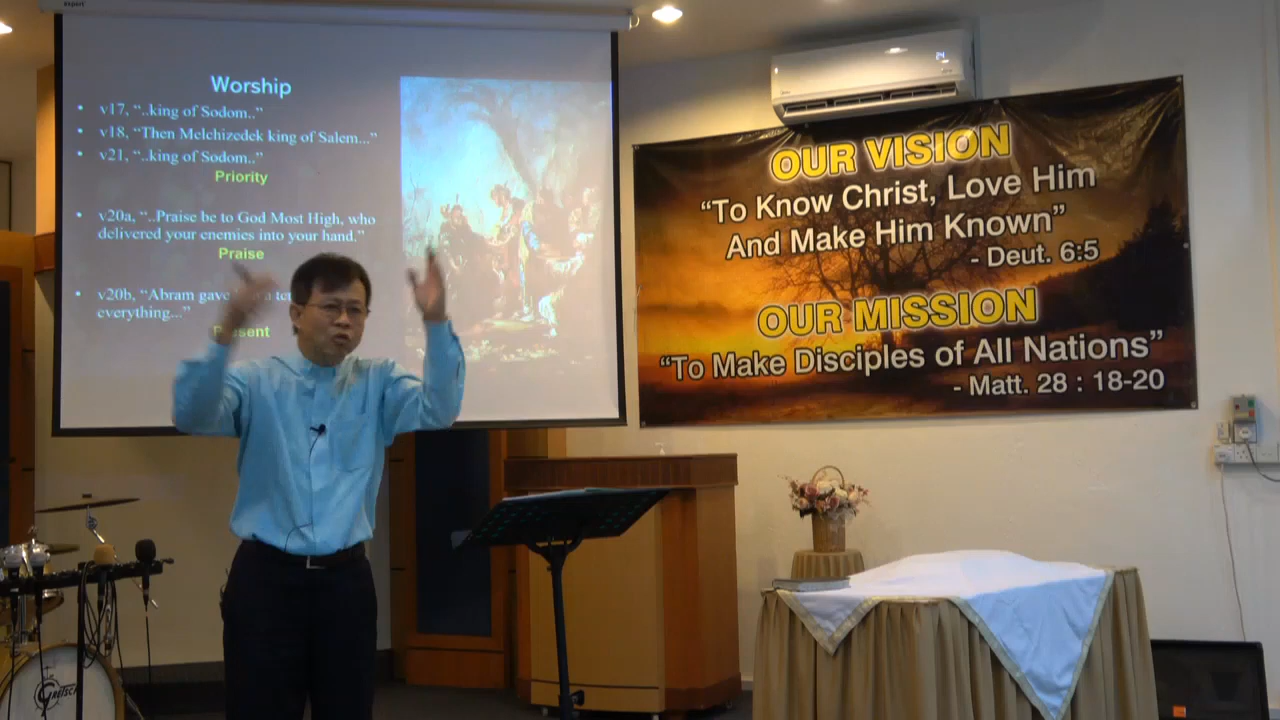 Worship
• v17, “..king of Sodom..”
• v18, “Then Melchizedek king of Salem...”
• v21, “..king of Sodom..”
Priority
• v20a, “..Praise be to God Most High, who
delivered your enemies into your hand.”
Praise
• v20b, “Abram gave a
everything...”
Present
OUR VISION
“To Know Christ, Love Him
And Make Him Known”
- Deut. 6:5
OUR MISSION
“To Make Disciples of All Nations”
- Matt. 28 : 18-20
24
GRETSCH